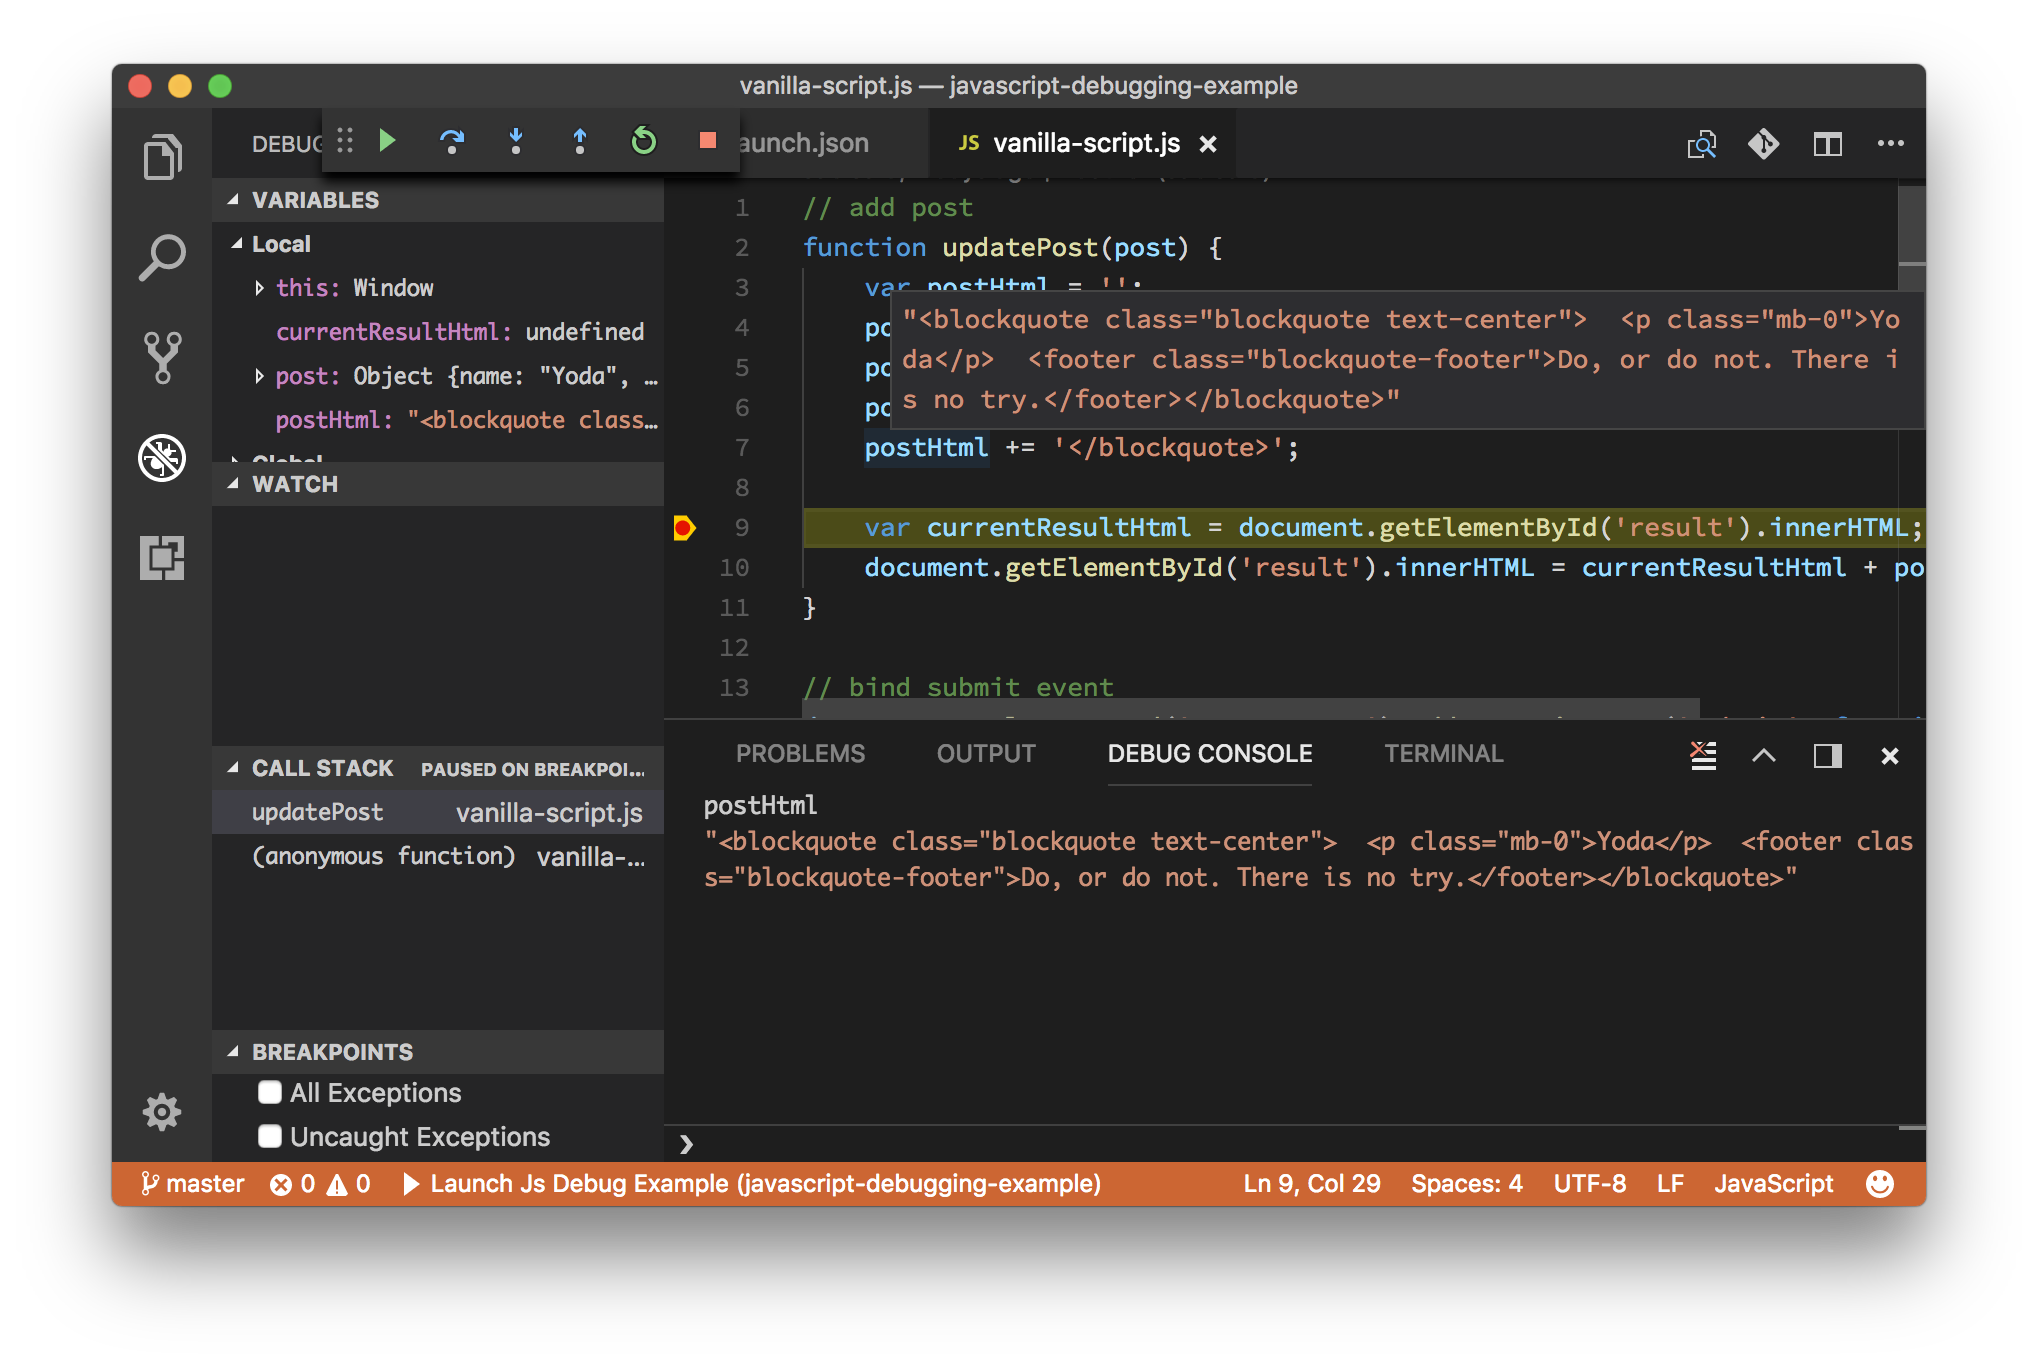 vanilla-script.js — javascript-debugging-example
DEBUG
aunch.json
JS vanilla-script.js
VARIABLES
Local
this: Window
currentResultHtml: undefined
post: Object {name: "Yoda", …
postHtml: "<blockquote class…
Global
WATCH
CALL STACK PAUSED ON BREAKPOI…
updatePost vanilla-script.js
(anonymous function) vanilla-…
BREAKPOINTS
All Exceptions
Uncaught Exceptions
1 // add post
2 function updatePost(post) {
3 var postHtml = '';
4 po
5 po
6 po
"<blockquote class="blockquote text-center">  <p class="mb-0">Yo
da</p>  <footer class="blockquote-footer">Do, or do not. There i
s no try.</footer></blockquote>"
7 postHtml += '</blockquote>';
8
9 var currentResultHtml = document.getElementById('result').innerHTML;
10 document.getElementById('result').innerHTML = currentResultHtml + po
11 }
12
13 // bind submit event
PROBLEMS OUTPUT DEBUG CONSOLE TERMINAL
postHtml
"<blockquote class="blockquote text-center">  <p class="mb-0">Yoda</p>  <footer clas
s="blockquote-footer">Do, or do not. There is no try.</footer></blockquote>"
master 0 0 Launch Js Debug Example (javascript-debugging-example) Ln 9, Col 29 Spaces: 4 UTF-8 LF JavaScript